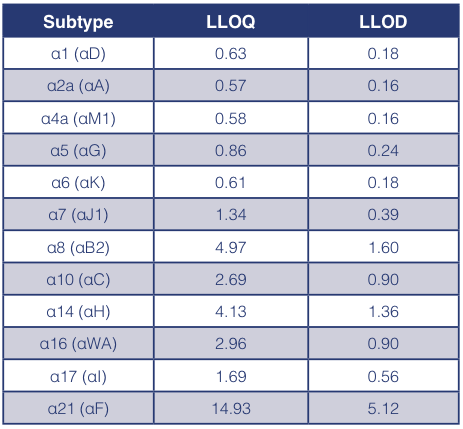 Subtype LLOQ LLOD
α1 (αD) 0.63 0.18
α2a (αA) 0.57 0.16
α4a (αM1) 0.58 0.16
α5 (αG) 0.86 0.24
α6 (αK) 0.61 0.18
α7 (αJ1) 1.34 0.39
α8 (αB2) 4.97 1.60
α10 (αC) 2.69 0.90
α14 (αH) 4.13 1.36
α16 (αWA) 2.96 0.90
α17 (αI) 1.69 0.56
α21 (αF) 14.93 5.12